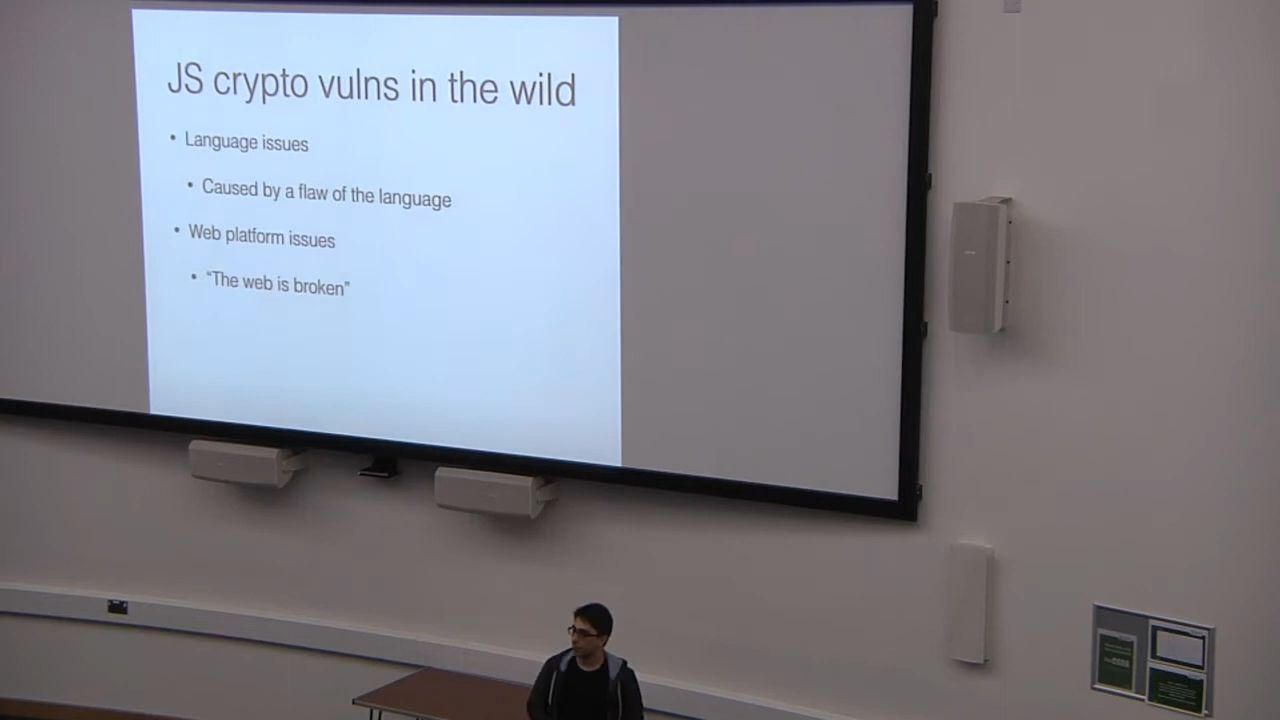 JS crypto vulns in the wild
• Language issues
• Caused by a flaw of the language
• Web platform issues
• “The web is broken”